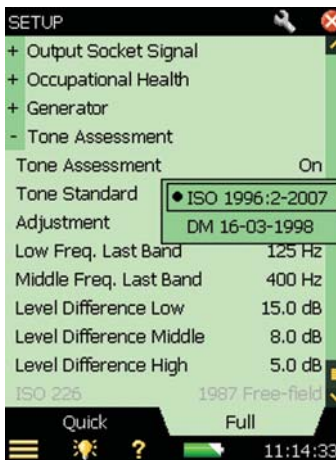 SETUP
+ Output Socket Signal
+ Occupational Health
+ Generator
- Tone Assessment
Tone Assessment On
Tone Standard
● ISO 1996:2-2007
DM 16-03-1998
Adjustment
Low Freq. Last Band 125 Hz
Middle Freq. Last Band 400 Hz
Level Difference Low 15.0 dB
Level Difference Middle 8.0 dB
Level Difference High 5.0 dB
ISO 226 1987 Free-field
Quick Full
? 11:14:33